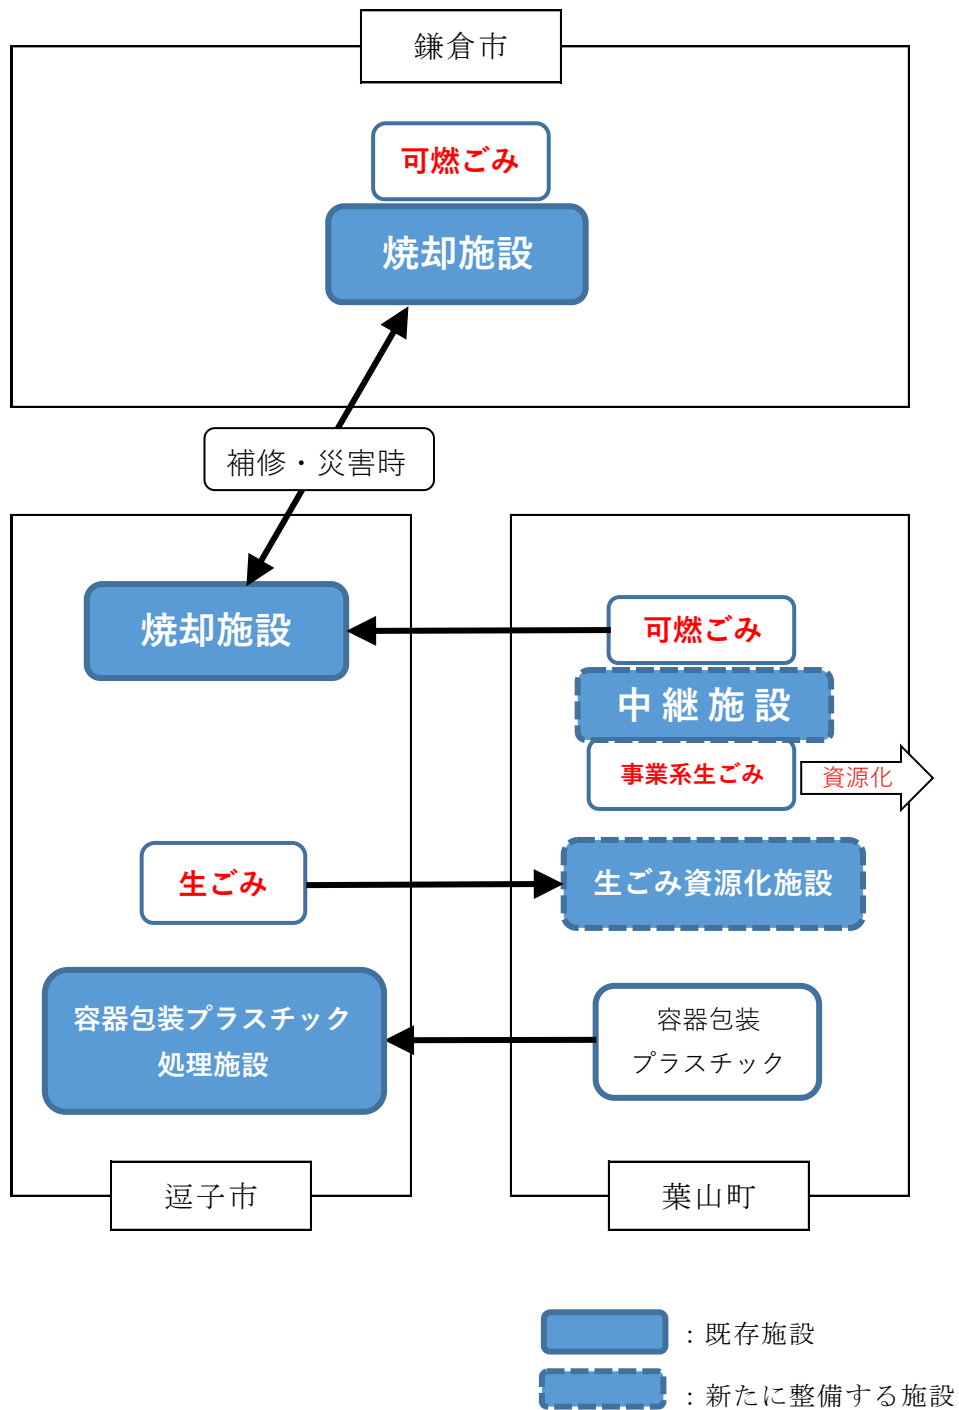 鎌倉市
可燃ごみ
焼却施設
補修・災害時
焼却施設
可燃ごみ
中継施設
事業系生ごみ
資源化
生ごみ
生ごみ資源化施設
容器包装プラスチック
処理施設
容器包装
プラスチック
逗子市
葉山町
：既存施設
：新たに整備する施設